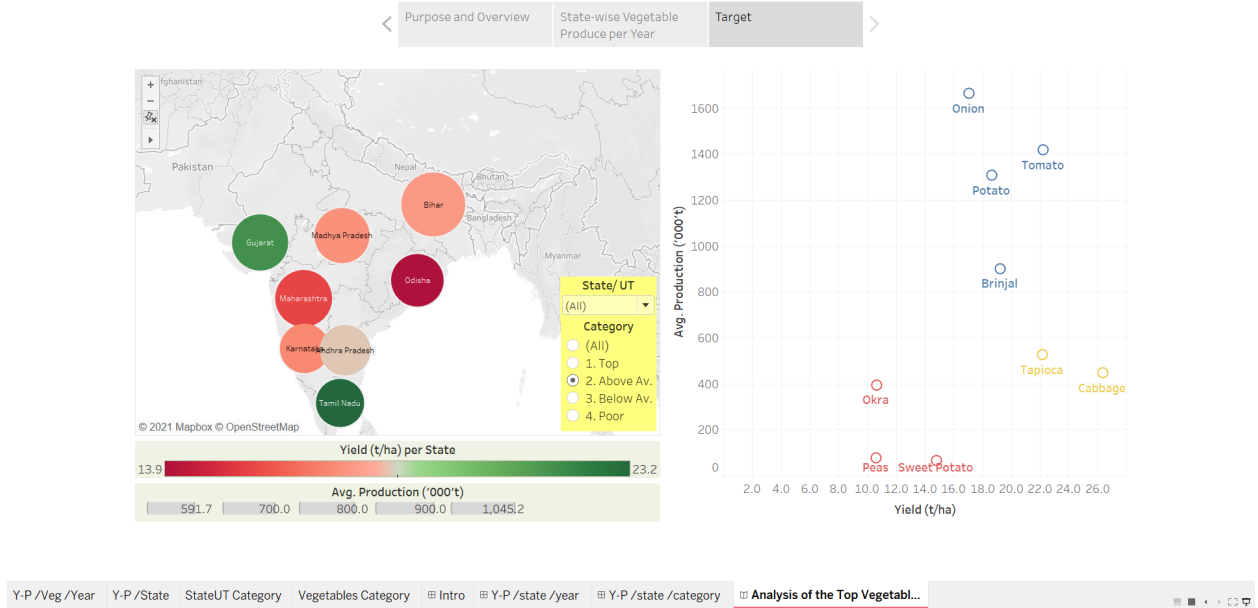 Purpose and Overview
State-wise Vegetable
Produce per Year
Target
fghanistan
Pakistan
Nepal
Bhutan
Bangladesh
Myanmar
Bihar
Madhya Pradesh
Gujarat
Odisha
Maharashtra
Karnataka
Andhra Pradesh
Tamil Nadu
© 2021 Mapbox © OpenStreetMap
State/ UT
(All)
Category
(All)
1. Top
2. Above Av.
3. Below Av.
4. Poor
Yield (t/ha) per State
13.9
23.2
Avg. Production ('000't)
591.7
700.0
800.0
900.0
1,045.2
Avg. Production ('000't)
1600
1400
1200
1000
800
600
400
200
0
Onion
Tomato
Potato
Brinjal
Tapioca
Cabbage
Okra
Peas
Sweet Potato
2.0 4.0 6.0 8.0 10.0 12.0 14.0 16.0 18.0 20.0 22.0 24.0 26.0
Yield (t/ha)
Y-P /Veg /Year
Y-P /State
StateUT Category
Vegetables Category
Intro
Y-P /state /year
Y-P /state /category
Analysis of the Top Vegetabl...